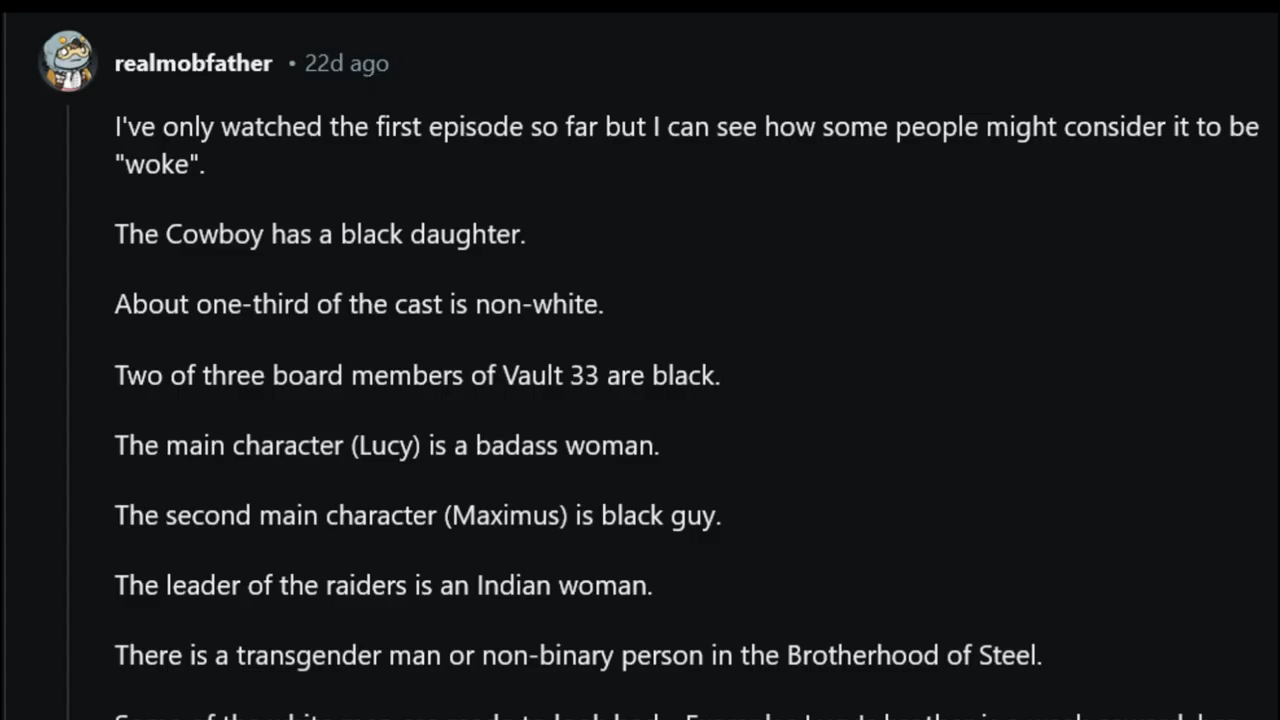 realmobfather • 22d ago
I've only watched the first episode so far but I can see how some people might consider it to be
"woke".
The Cowboy has a black daughter.
About one-third of the cast is non-white.
Two of three board members of Vault 33 are black.
The main character (Lucy) is a badass woman.
The second main character (Maximus) is black guy.
The leader of the raiders is an Indian woman.
There is a transgender man or non-binary person in the Brotherhood of Steel.